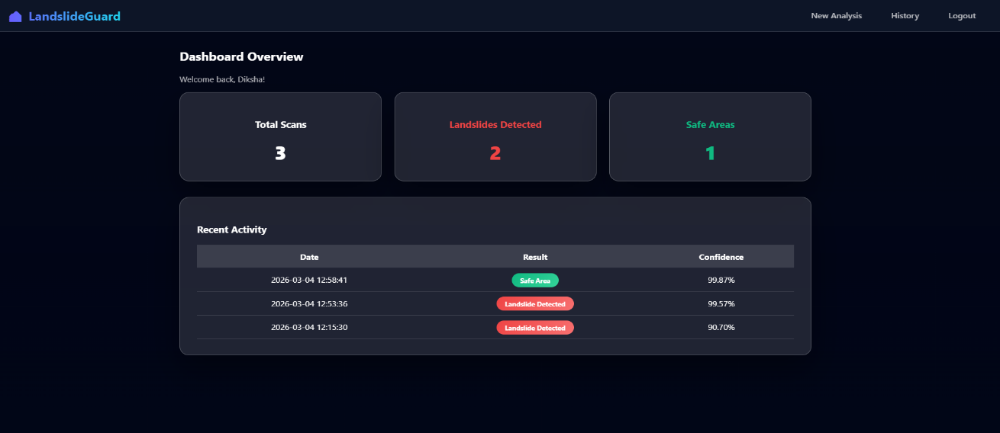 LandslideGuard New Analysis History Logout
Dashboard Overview
Welcome back, Diksha!
Total Scans Landslides Detected Safe Areas
3 2 1
Recent Activity
Date Result Confidence
2026-03-04 12:58:41 Safe Area 99.87%
2026-03-04 12:53:36 Landslide Detected 99.57%
2026-03-04 12:15:30 Landslide Detected 90.70%